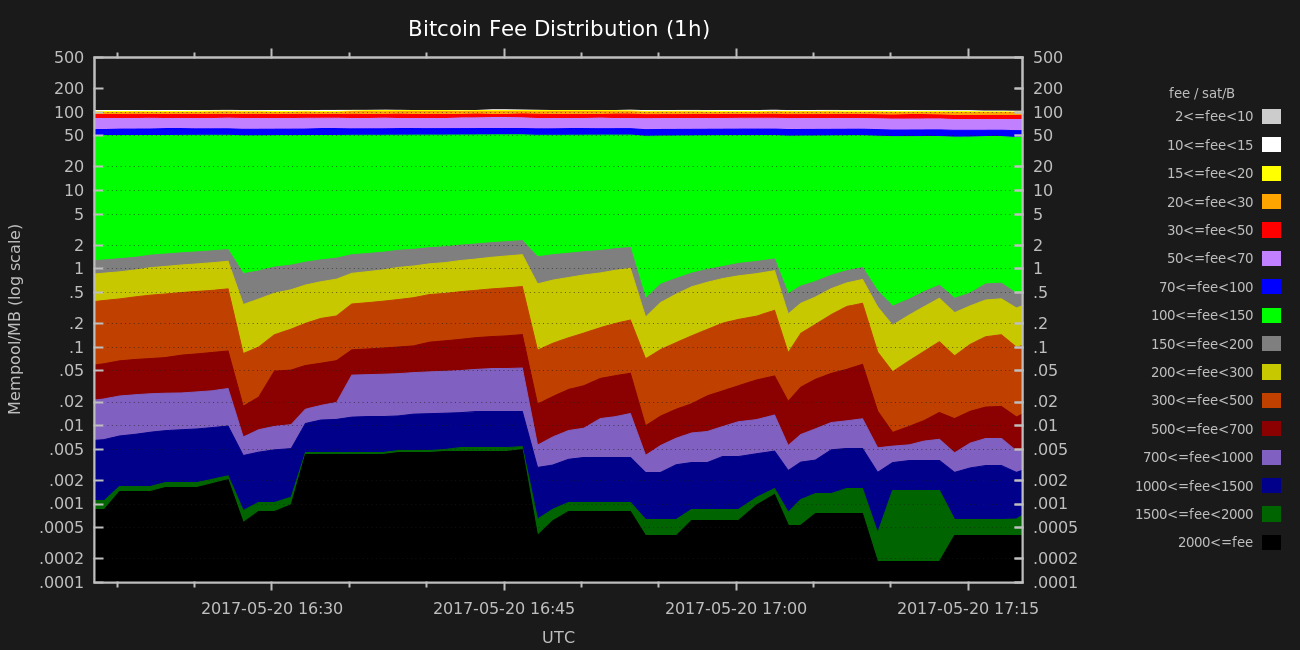 Bitcoin Fee Distribution (1h)
500 500
200 200
100 100
50 50
20 20
10 10
5 5
2 2
1 1
.5 .5
.2 .2
.1 .1
.05 .05
.02 .02
.01 .01
.005 .005
.002 .002
.001 .001
.0005 .0005
.0002 .0002
.0001 .0001
Mempool/MB (log scale)
2017-05-20 16:30 2017-05-20 16:45 2017-05-20 17:00 2017-05-20 17:15
UTC
fee / sat/B
2<=fee<10
10<=fee<15
15<=fee<20
20<=fee<30
30<=fee<50
50<=fee<70
70<=fee<100
100<=fee<150
150<=fee<200
200<=fee<300
300<=fee<500
500<=fee<700
700<=fee<1000
1000<=fee<1500
1500<=fee<2000
2000<=fee